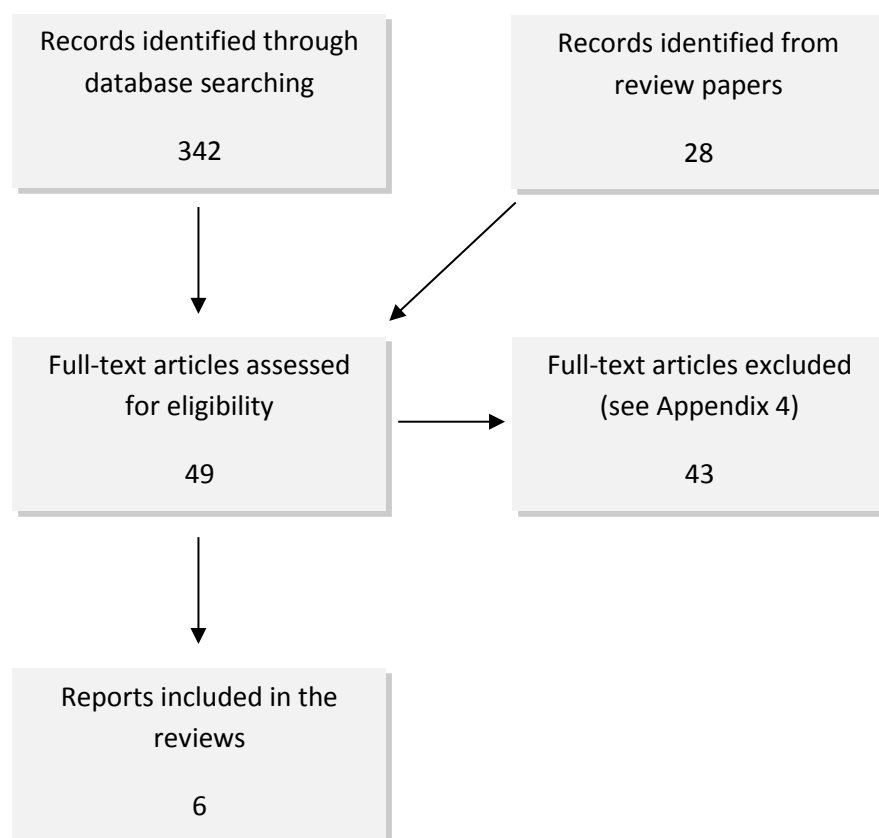 Records identified through
database searching
342
Records identified from
review papers
28
Full-text articles assessed
for eligibility
49
Full-text articles excluded
(see Appendix 4)
43
Reports included in the
reviews
6